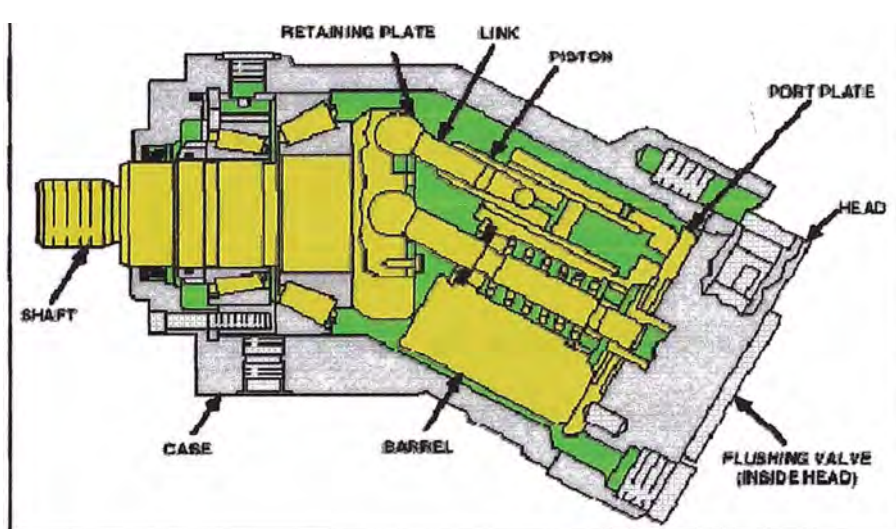 RETAINING PLATE
LINK
PISTON
PORT PLATE
HEAD
SHAFT
CASE
BARREL
FLUSHING VALVE
(INSIDE HEAD)